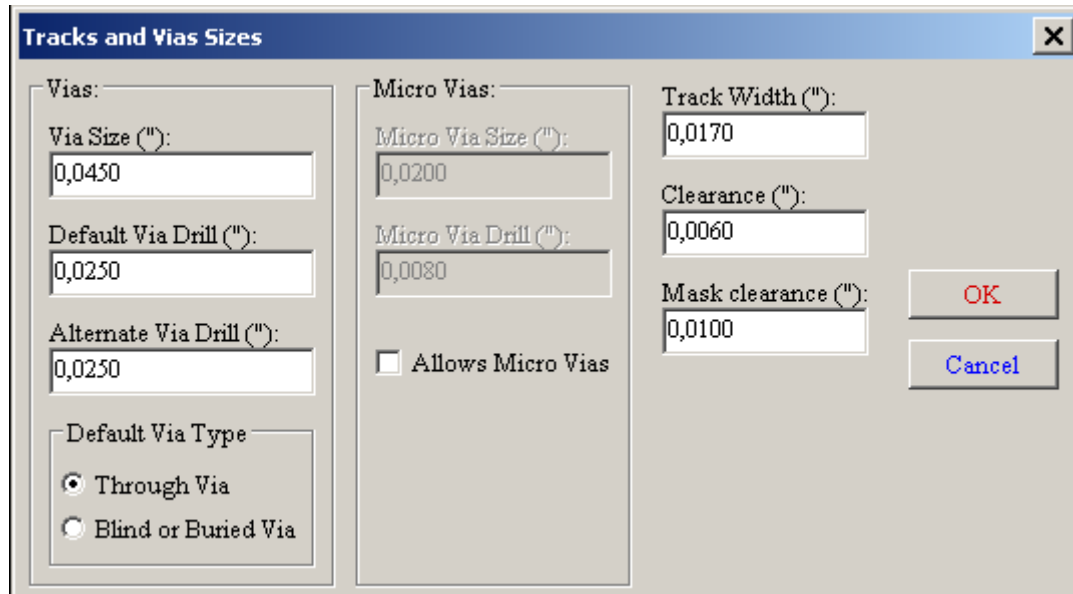 Tracks and Vias Sizes
Vias:
Via Size ("):
0,0450
Default Via Drill ("):
0,0250
Alternate Via Drill ("):
0,0250
Default Via Type
Through Via
Blind or Buried Via
Micro Vias:
Micro Via Size ("):
0,0200
Micro Via Drill ("):
0,0080
Allows Micro Vias
Track Width ("):
0,0170
Clearance ("):
0,0060
Mask clearance ("):
0,0100
OK
Cancel